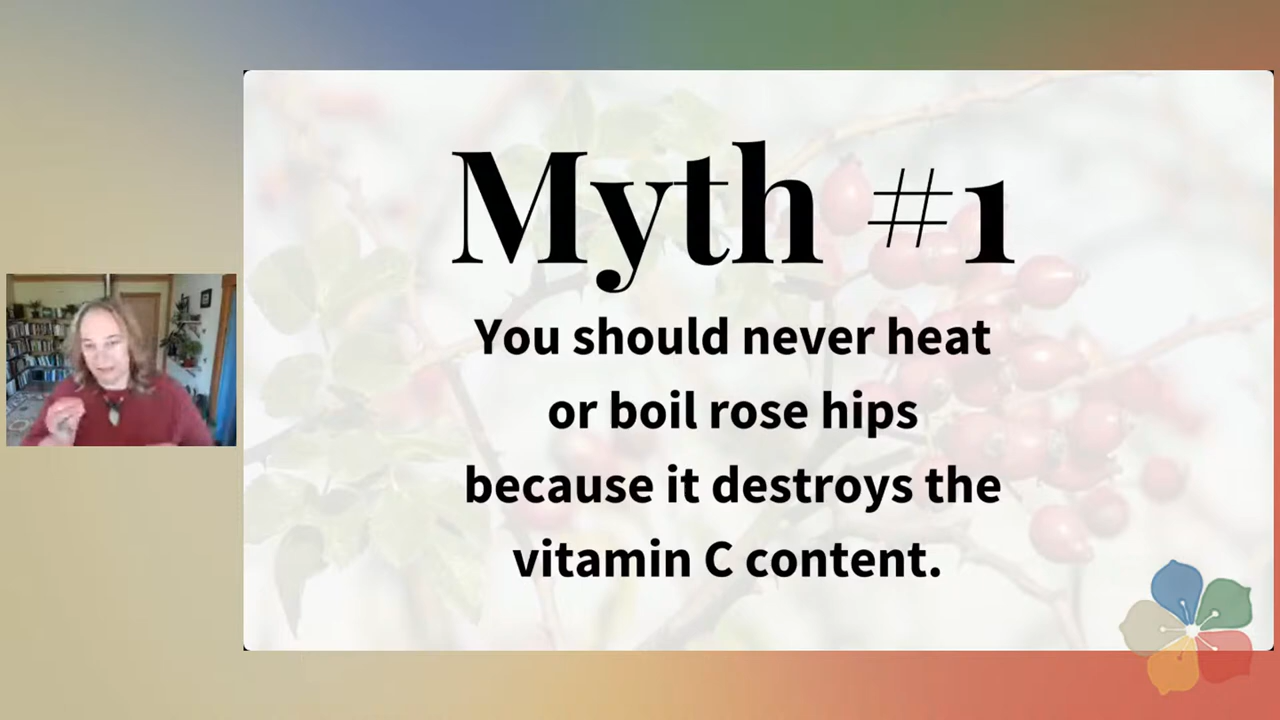 Myth #1
You should never heat
or boil rose hips
because it destroys the
vitamin C content.